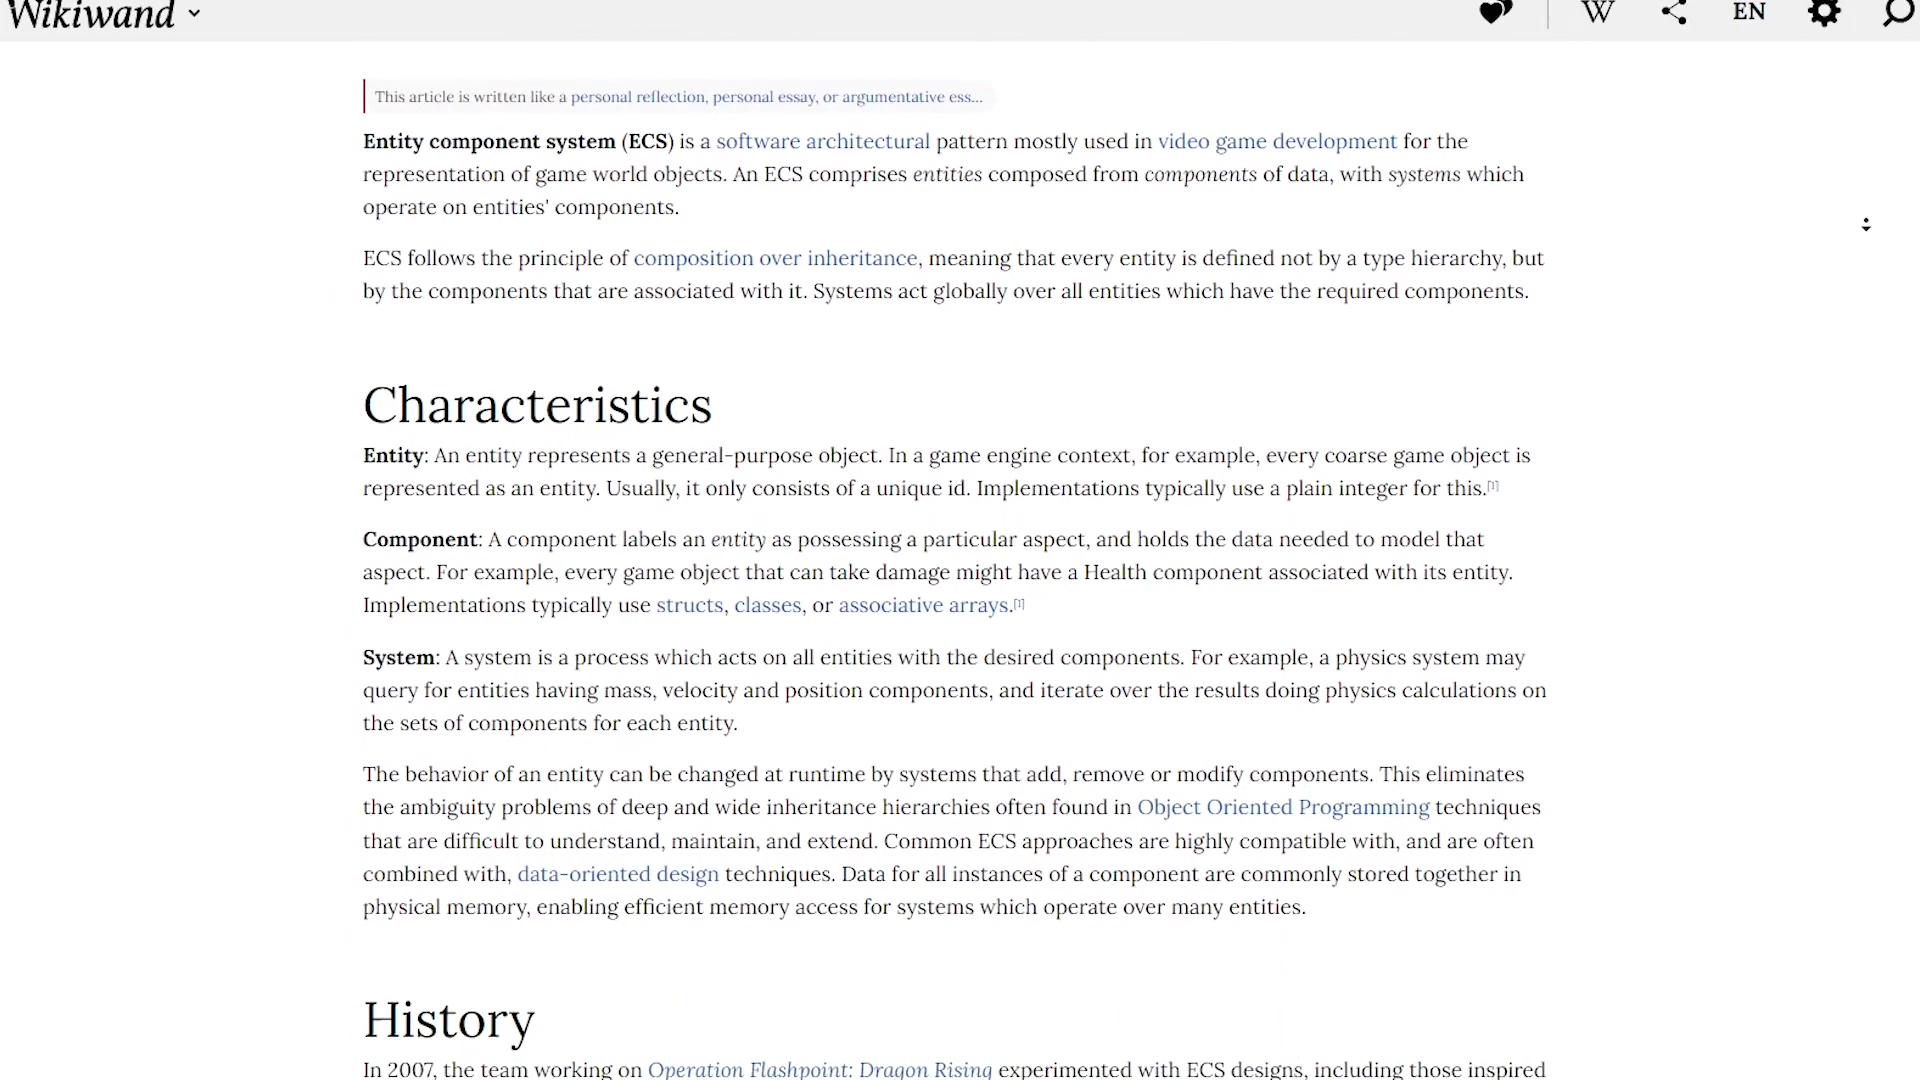 Wikiwand
W
EN
This article is written like a personal reflection, personal essay, or argumentative ess...
Entity component system (ECS) is a software architectural pattern mostly used in video game development for the
representation of game world objects. An ECS comprises entities composed from components of data, with systems which
operate on entities' components.
ECS follows the principle of composition over inheritance, meaning that every entity is defined not by a type hierarchy, but
by the components that are associated with it. Systems act globally over all entities which have the required components.
Characteristics
Entity: An entity represents a general-purpose object. In a game engine context, for example, every coarse game object is
represented as an entity. Usually, it only consists of a unique id. Implementations typically use a plain integer for this.[1]
Component: A component labels an entity as possessing a particular aspect, and holds the data needed to model that
aspect. For example, every game object that can take damage might have a Health component associated with its entity.
Implementations typically use structs, classes, or associative arrays.[1]
System: A system is a process which acts on all entities with the desired components. For example, a physics system may
query for entities having mass, velocity and position components, and iterate over the results doing physics calculations on
the sets of components for each entity.
The behavior of an entity can be changed at runtime by systems that add, remove or modify components. This eliminates
the ambiguity problems of deep and wide inheritance hierarchies often found in Object Oriented Programming techniques
that are difficult to understand, maintain, and extend. Common ECS approaches are highly compatible with, and are often
combined with, data-oriented design techniques. Data for all instances of a component are commonly stored together in
physical memory, enabling efficient memory access for systems which operate over many entities.
History
In 2007, the team working on Operation Flashpoint: Dragon Rising experimented with ECS designs, including those inspired